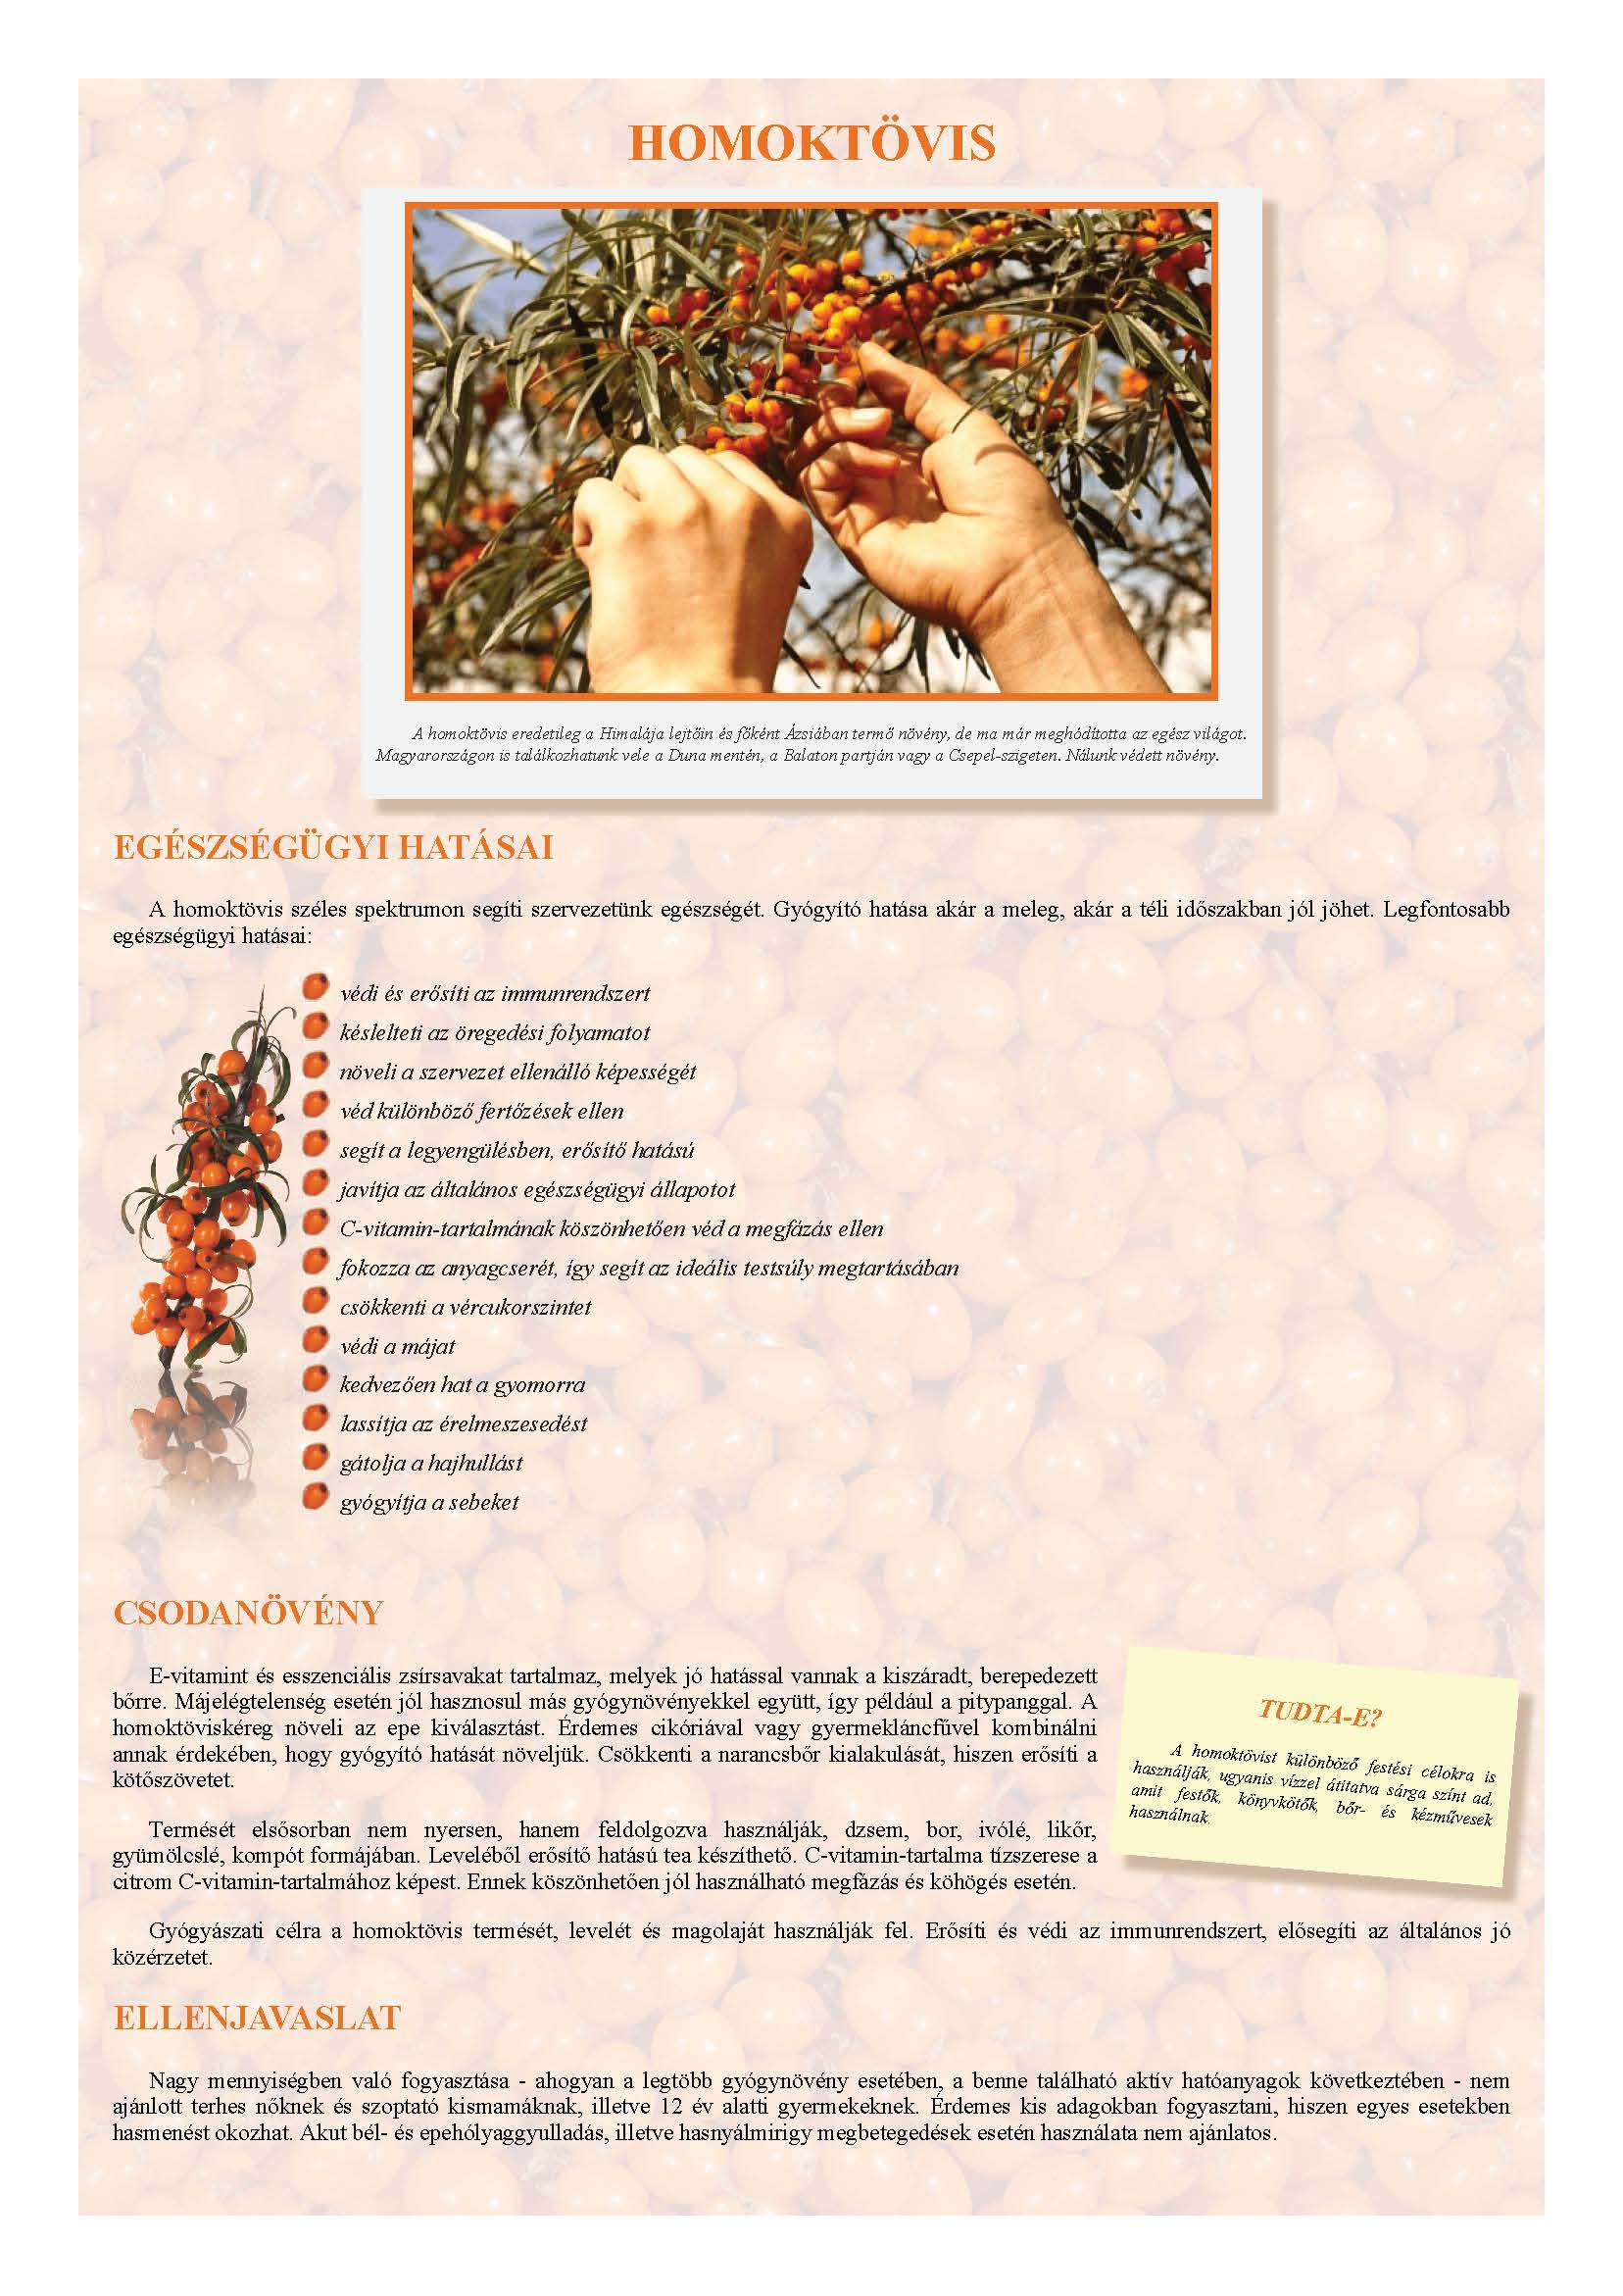 HOMOKTÖVIS
A homoktövis eredetileg a Himalája lejtőin és főként Ázsiában termő növény, de ma már meghódította az egész világot.
Magyarországon is találkozhatunk vele a Duna mentén, a Balaton partján vagy a Csepel-szigeten. Nálunk védett növény.
EGÉSZSÉGÜGYI HATÁSAI
A homoktövis széles spektrumon segíti szervezetünk egészségét. Gyógyító hatása akár a meleg, akár a téli időszakban jól jöhet. Legfontosabb
egészségügyi hatásai:
védi és erősíti az immunrendszert
késlelteti az öregedési folyamatot
növeli a szervezet ellenálló képességét
véd különböző fertőzések ellen
segít a legyengülésben, erősítő hatású
javítja az általános egészségügyi állapotot
C-vitamin-tartalmának köszönhetően véd a megfázás ellen
fokozza az anyagcserét, így segít az ideális testsúly megtartásában
csökkenti a vércukorszintet
védi a májat
kedvezően hat a gyomorra
lassítja az érelmeszesedést
gátolja a hajhullást
gyógyítja a sebeket
CSODANÖVÉNY
E-vitamint és esszenciális zsírsavakat tartalmaz, melyek jó hatással vannak a kiszáradt, berepedezett
bőrre. Májelégtelenség esetén jól hasznosul más gyógynövényekkel együtt, így például a pitypanggal. A
homoktöviskéreg növeli az epe kiválasztást. Érdemes cikóriával vagy gyermekláncfűvel kombinálni
annak érdekében, hogy gyógyító hatását növeljük. Csökkenti a narancsbőr kialakulását, hiszen erősíti a
kötőszövetet.
Termését elsősorban nem nyersen, hanem feldolgozva használják, dzsem, bor, ivólé, likőr,
gyümölcslé, kompót formájában. Leveléből erősítő hatású tea készíthető. C-vitamin-tartalma tízszerese a
citrom C-vitamin-tartalmához képest. Ennek köszönhetően jól használható megfázás és köhögés esetén.
TUDTA-E?
A homoktövist különböző festési célokra is
használják, ugyanis vízzel átitatva sárga színt ad,
amit festők, könyvkötők, bőr- és kézművesek
használnak.
Gyógyászati célra a homoktövis termését, levelét és magolaját használják fel. Erősíti és védi az immunrendszert, elősegíti az általános jó
közérzetet.
ELLENJAVASLAT
Nagy mennyiségben való fogyasztása - ahogyan a legtöbb gyógynövény esetében, a benne található aktív hatóanyagok következtében - nem
ajánlott terhes nőknek és szoptató kismamáknak, illetve 12 év alatti gyermekeknek. Érdemes kis adagokban fogyasztani, hiszen egyes esetekben
hasmenést okozhat. Akut bél- és epehólyaggyulladás, illetve hasnyálmirigy megbetegedések esetén használata nem ajánlatos.